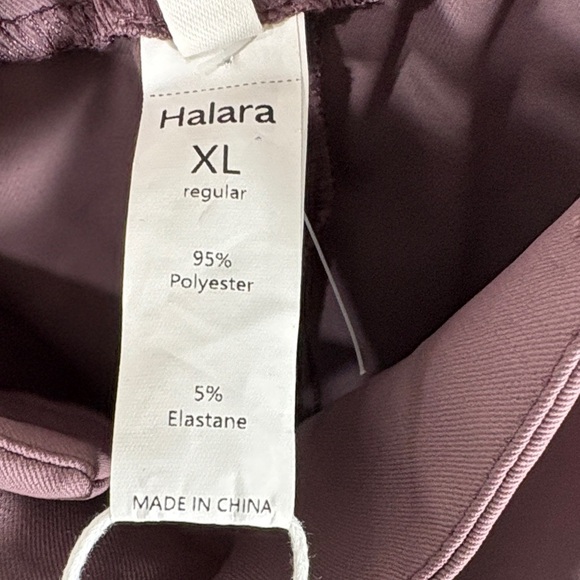 Halara
XL
regular
95%
Polyester
5%
Elastane
MADE IN CHINA